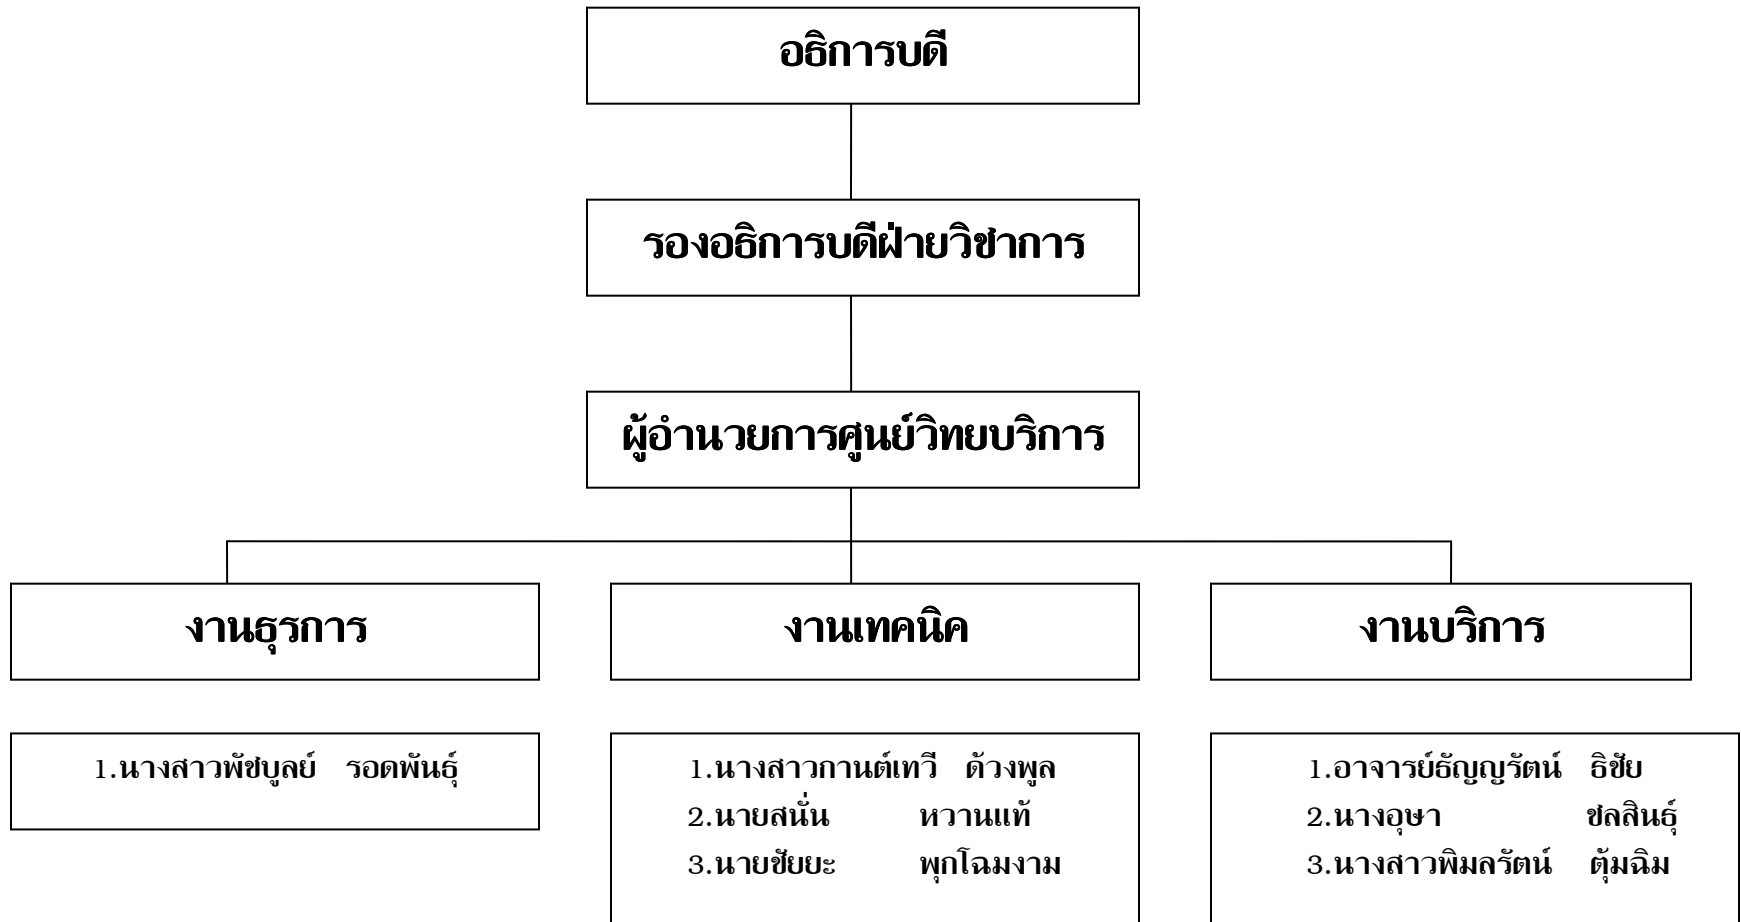 อธิการบดี
รองอธิการบดีฝ่ายวิชาการ
ผู้อำนวยการศูนย์วิทยบริการ
งานธุรการ
งานเทคนิค
งานบริการ
1.นางสาวพัชบูลย์ รอดพันธุ์
1.นางสาวกานต์เทวี ด้วงพูล
2.นายสนั่น หวานแท้
3.นายชัยยะ พุกโฉมงาม
1.อาจารย์ธัญญรัตน์ ธิชัย
2.นางอุษา ชลสินธุ์
3.นางสาวพิมลรัตน์ ตุ้มฉิม